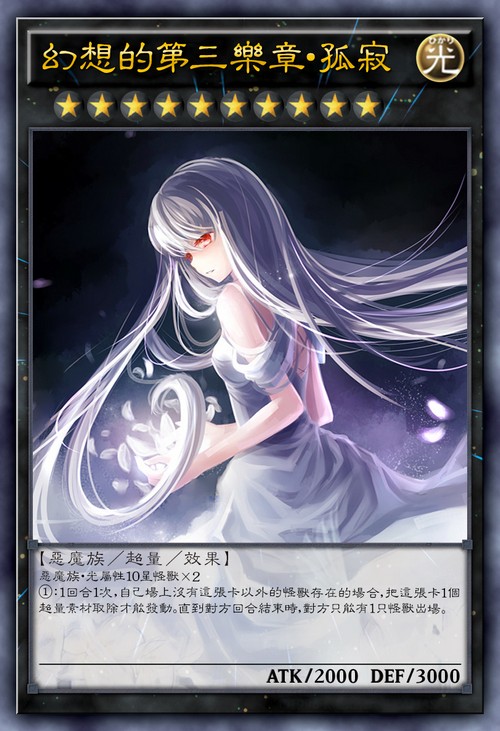 幻想的第三樂章•孤寂
ひかり
光
【惡魔族／超量／效果】
惡魔族•光屬性10星怪獸×2
①:1回合1次,自己場上沒有這張卡以外的怪獸存在的場合,把這張卡1個
超量素材取除才能發動。直到對方回合結束時,對方只能有1只怪獸出場。
ATK/2000 DEF/3000